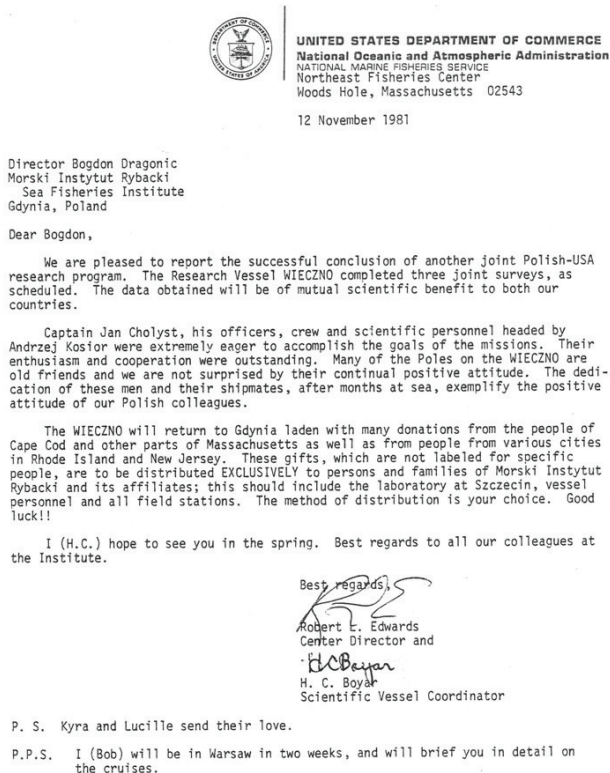 DEPARTMENT OF COMMERCE
UNITED STATES OF AMERICA
UNITED STATES DEPARTMENT OF COMMERCE
National Oceanic and Atmospheric Administration
NATIONAL MARINE FISHERIES SERVICE
Northeast Fisheries Center
Woods Hole, Massachusetts 02543
12 November 1981
Director Bogdon Dragonic
Morski Instytut Rybacki
Sea Fisheries Institute
Gdynia, Poland
Dear Bogdon,
We are pleased to report the successful conclusion of another joint Polish-USA
research program. The Research Vessel WIECZNO completed three joint surveys, as
scheduled. The data obtained will be of mutual scientific benefit to both our
countries.
Captain Jan Cholyst, his officers, crew and scientific personnel headed by
Andrzej Kosior were extremely eager to accomplish the goals of the missions. Their
enthusiasm and cooperation were outstanding. Many of the Poles on the WIECZNO are
old friends and we are not surprised by their continual positive attitude. The dedi-
cation of these men and their shipmates, after months at sea, exemplify the positive
attitude of our Polish colleagues.
The WIECZNO will return to Gdynia laden with many donations from the people of
Cape Cod and other parts of Massachusetts as well as from people from various cities
in Rhode Island and New Jersey. These gifts, which are not labeled for specific
people, are to be distributed EXCLUSIVELY to persons and families of Morski Instytut
Rybacki and its affiliates; this should include the laboratory at Szczecin, vessel
personnel and all field stations. The method of distribution is your choice. Good
luck!!
I (H.C.) hope to see you in the spring. Best regards to all our colleagues at
the Institute.
Best regards,
Robert L. Edwards
Center Director and
HCBoyar
H. C. Boyar
Scientific Vessel Coordinator
P. S. Kyra and Lucille send their love.
P.P.S. I (Bob) will be in Warsaw in two weeks, and will brief you in detail on
the cruises.